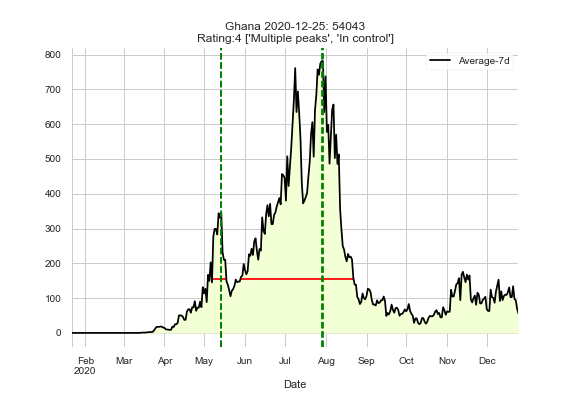 Ghana 2020-12-25: 54043
Rating:4 ['Multiple peaks', 'In control']
Average-7d
800
700
600
500
400
300
200
100
0
Feb Mar Apr May Jun Jul Aug Sep Oct Nov Dec
2020
Date